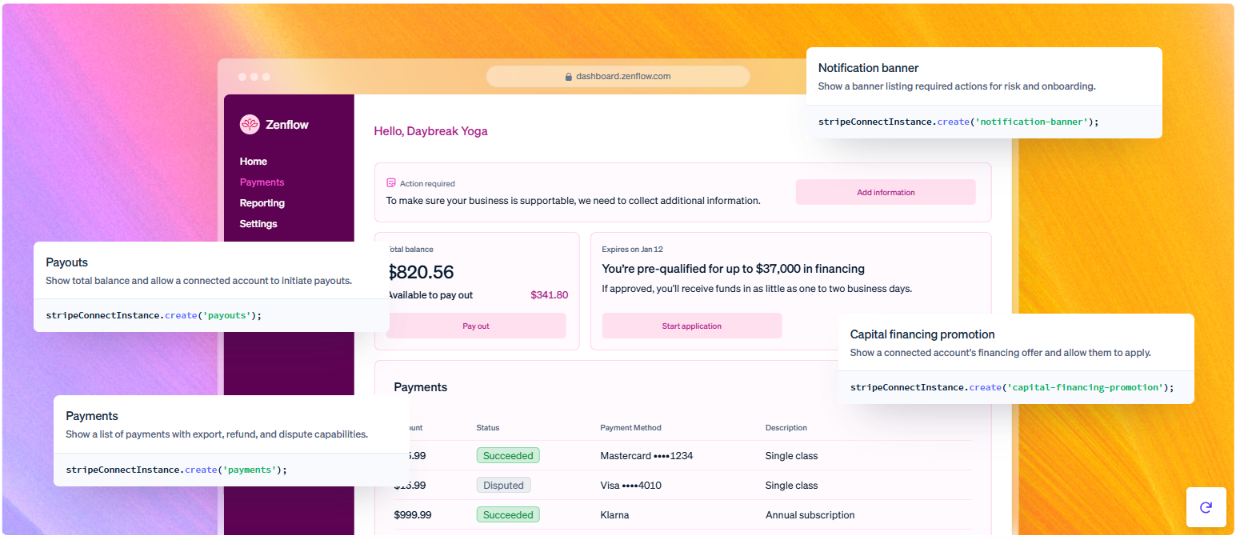 dashboard.zenflow.com
Notification banner
Show a banner listing required actions for risk and onboarding.
stripeConnectInstance.create('notification-banner');
Zenflow
Home
Payments
Reporting
Settings
Hello, Daybreak Yoga
Action required
To make sure your business is supportable, we need to collect additional information.
Add information
Payouts
Show total balance and allow a connected account to initiate payouts.
stripeConnectInstance.create('payouts');
balance
$820.56
Available to pay out $341.80
Pay out
Expires on Jan 12
You're pre-qualified for up to $37,000 in financing
If approved, you'll receive funds in as little as one to two business days.
Start application
Capital financing promotion
Show a connected account's financing offer and allow them to apply.
stripeConnectInstance.create('capital-financing-promotion');
Payments
Show a list of payments with export, refund, and dispute capabilities.
stripeConnectInstance.create('payments');
Payments
Status Payment Method Description
Succeeded Mastercard ••••1234 Single class
Disputed Visa ••••4010 Single class
$999.99 Succeeded Klarna Annual subscription